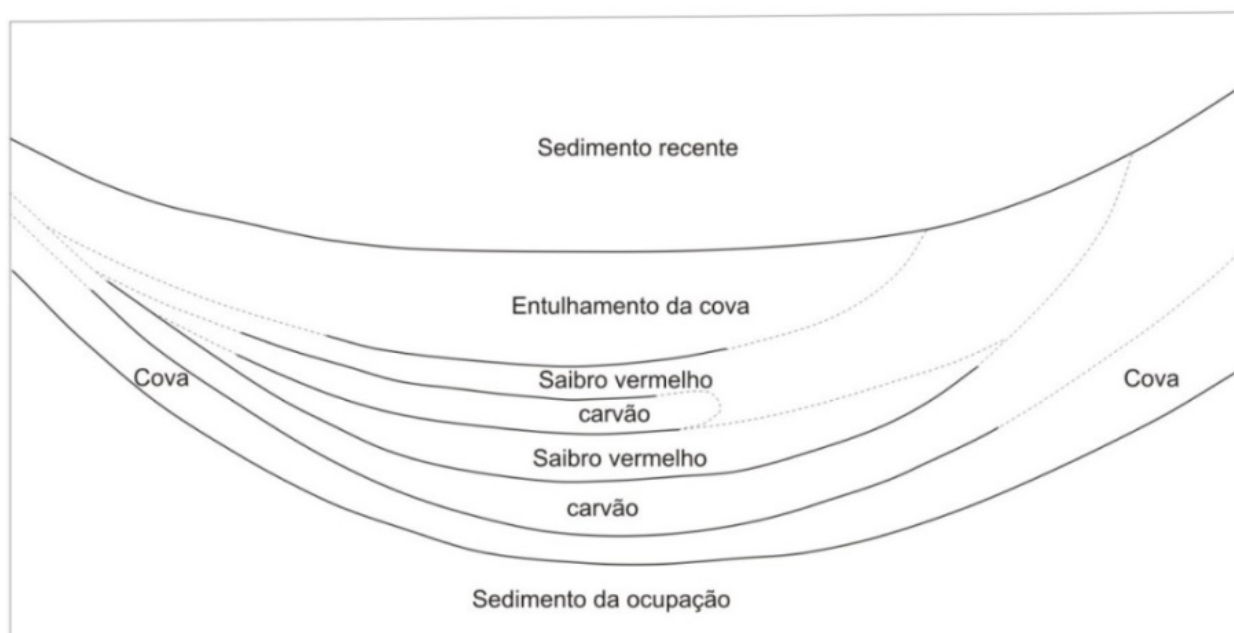 Sedimento recente
Entulhamento da cova
Saibro vermelho
Cova
Cova
carvão
Saibro vermelho
carvão
Sedimento da ocupação